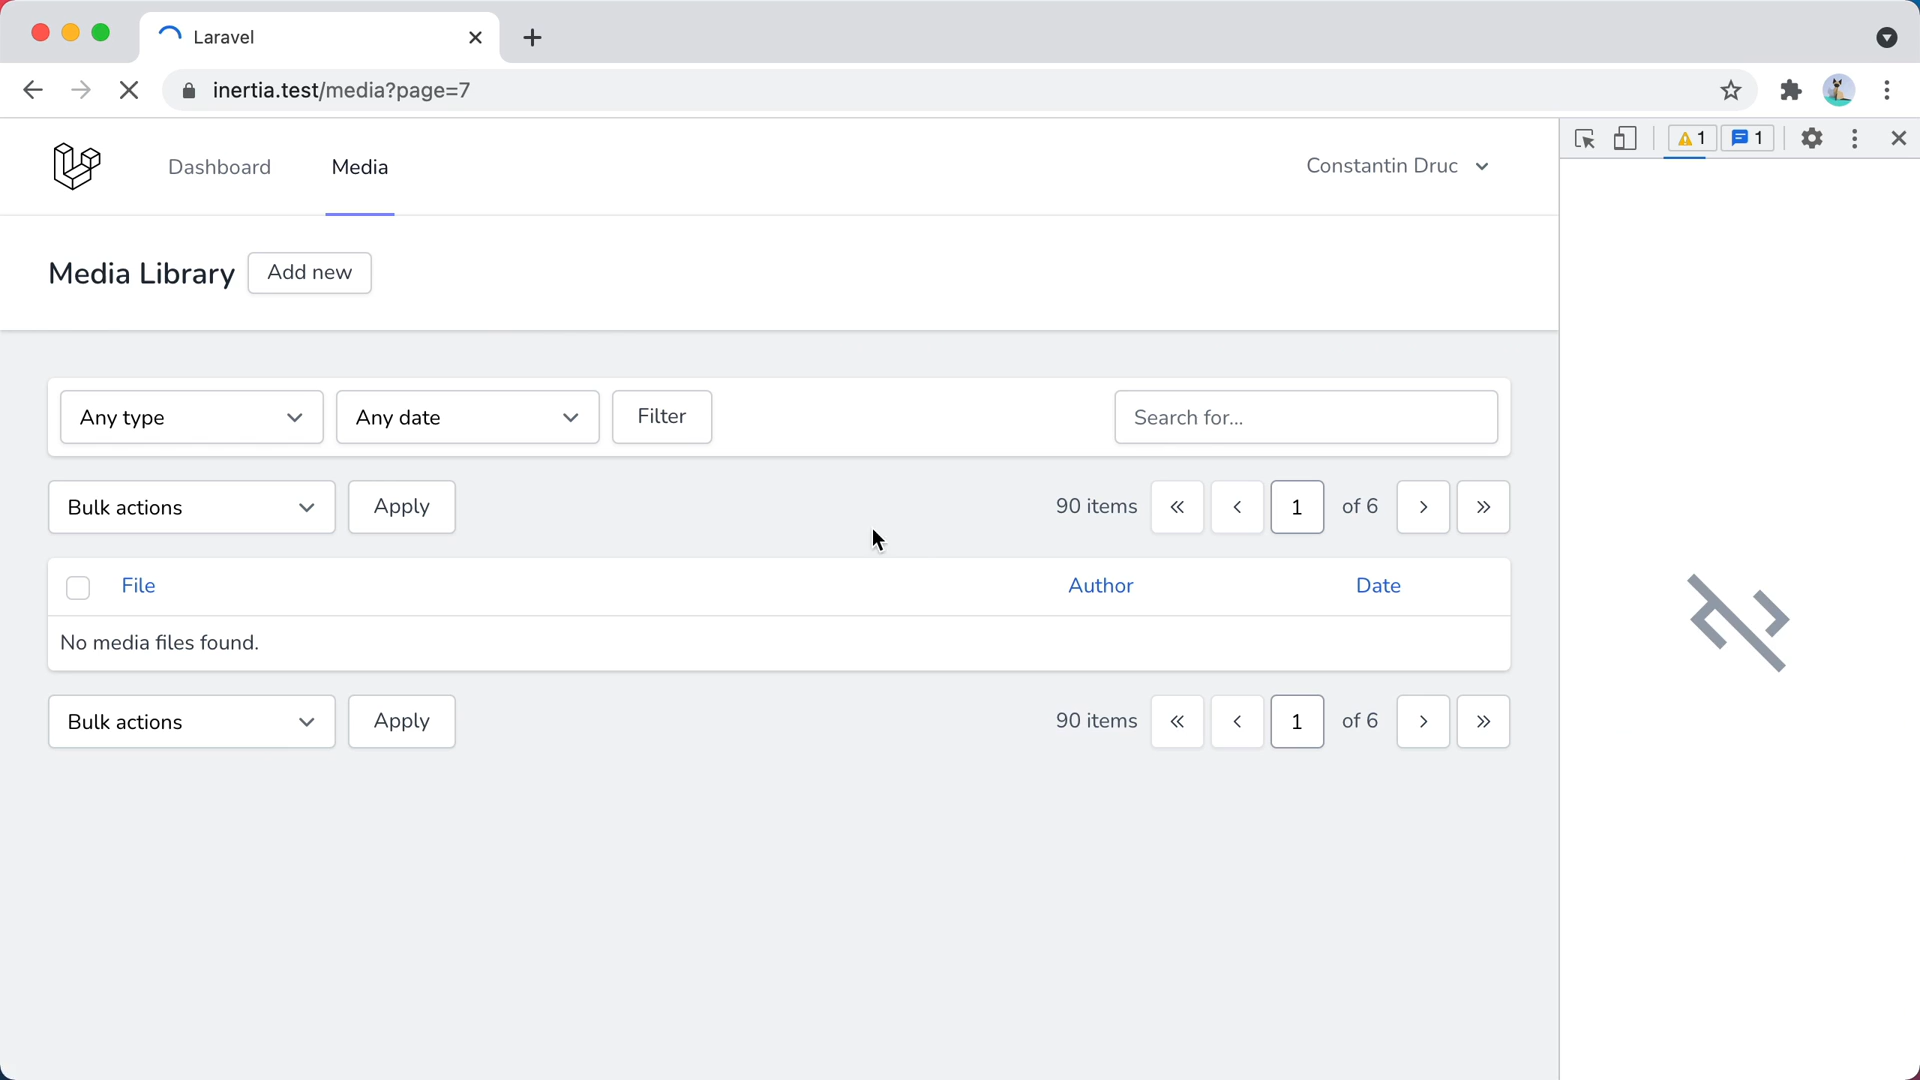 Laravel
inertia.test/media?page=7
1 1
Dashboard Media Constantin Druc
Media Library Add new
Any type Any date Filter Search for...
Bulk actions Apply 90 items « ‹ 1 of 6 › »
File Author Date
No media files found.
Bulk actions Apply 90 items « ‹ 1 of 6 › »